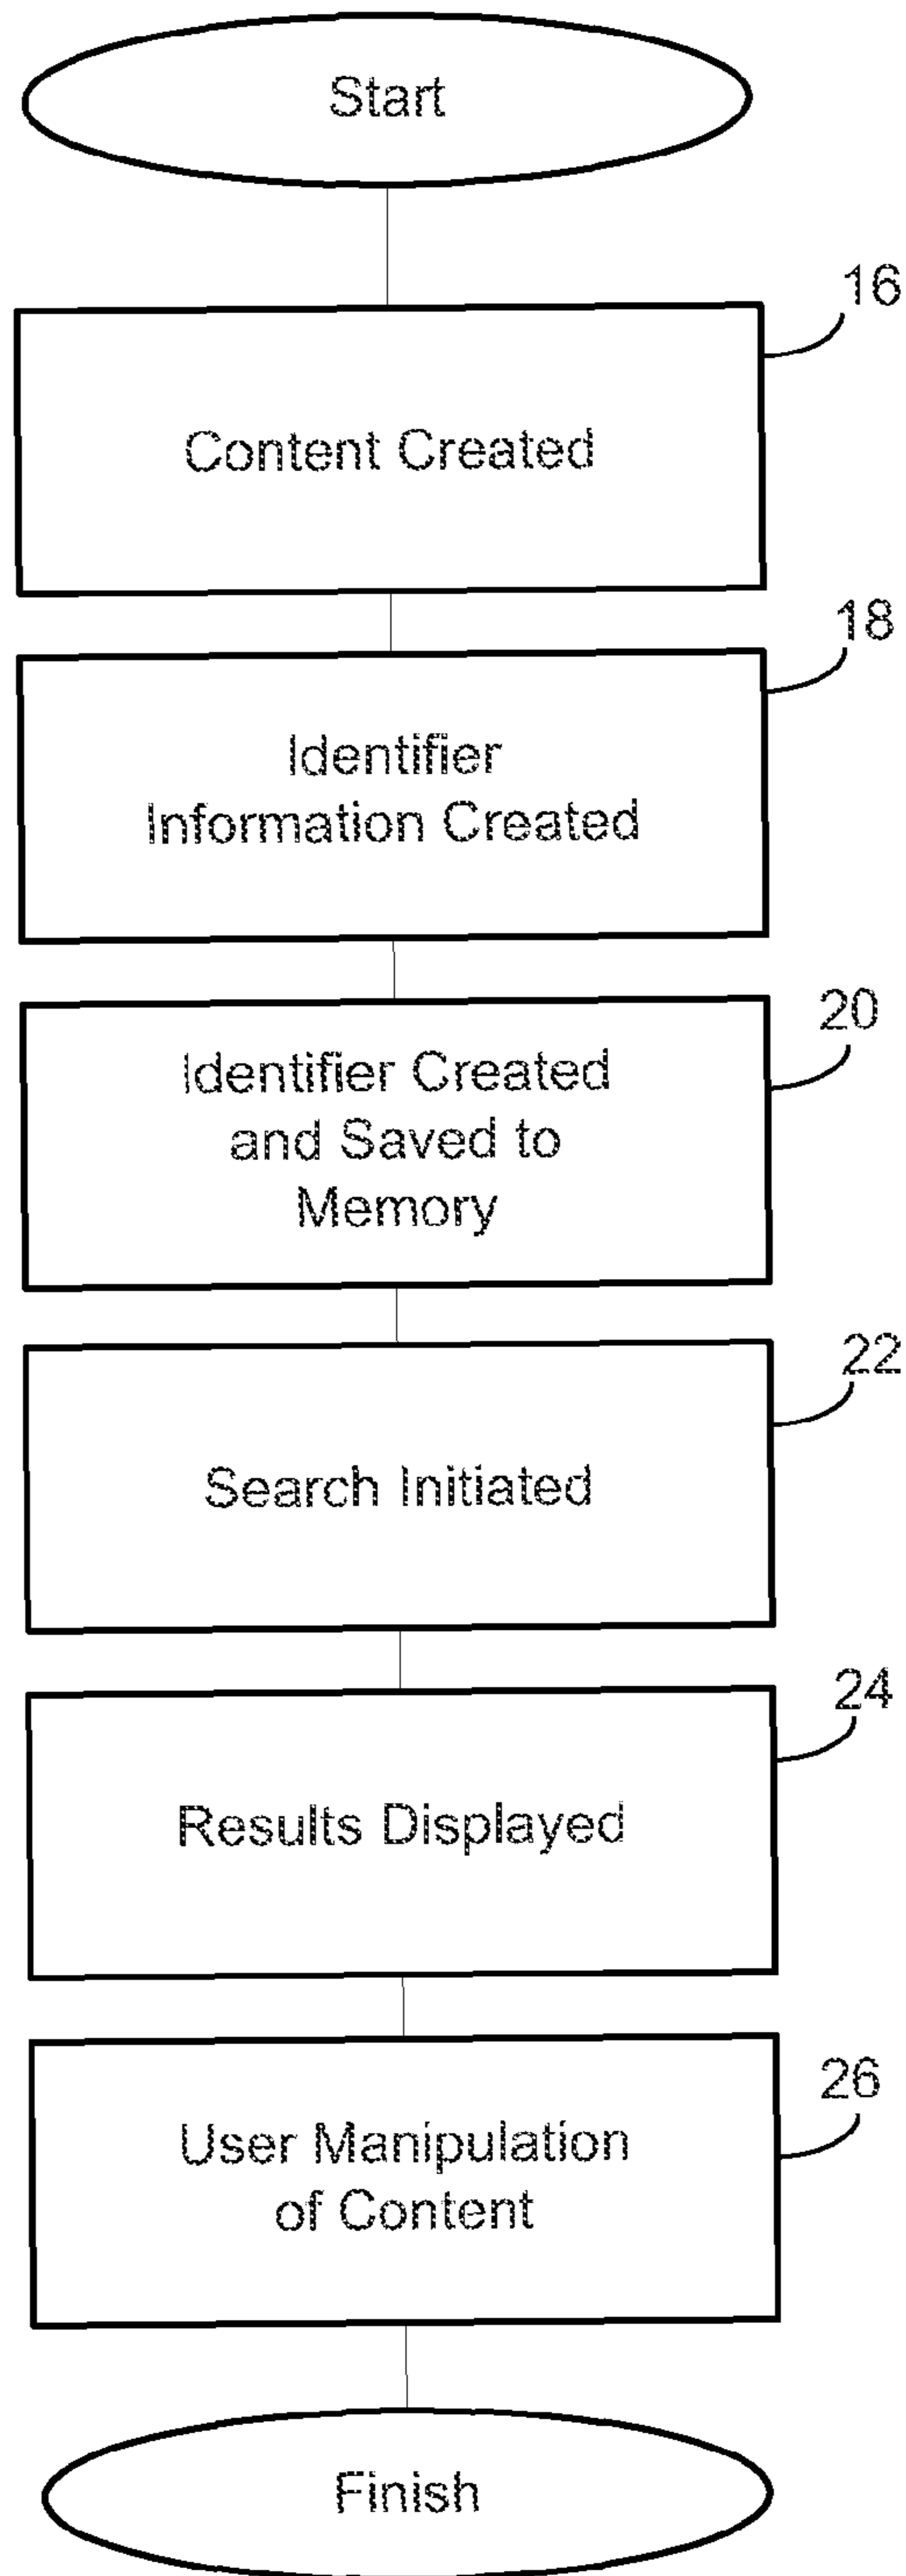 Start
16
Content Created
18
Identifier
Information Created
20
Identifier Created
and Saved to
Memory
22
Search Initiated
24
Results Displayed
26
User Manipulation
of Content
Finish